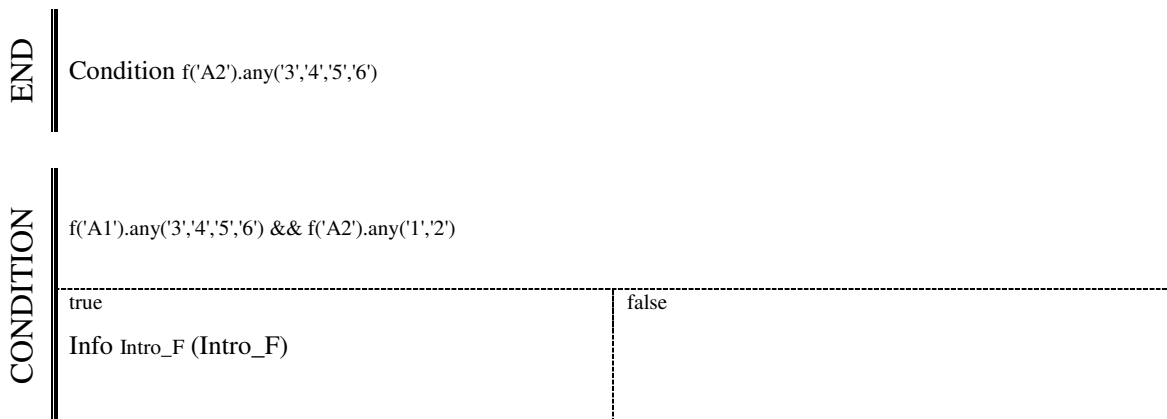 END
Condition f('A2').any('3','4','5','6')
CONDITION
f('A1').any('3','4','5','6') && f('A2').any('1','2')
true
false
Info Intro_F (Intro_F)